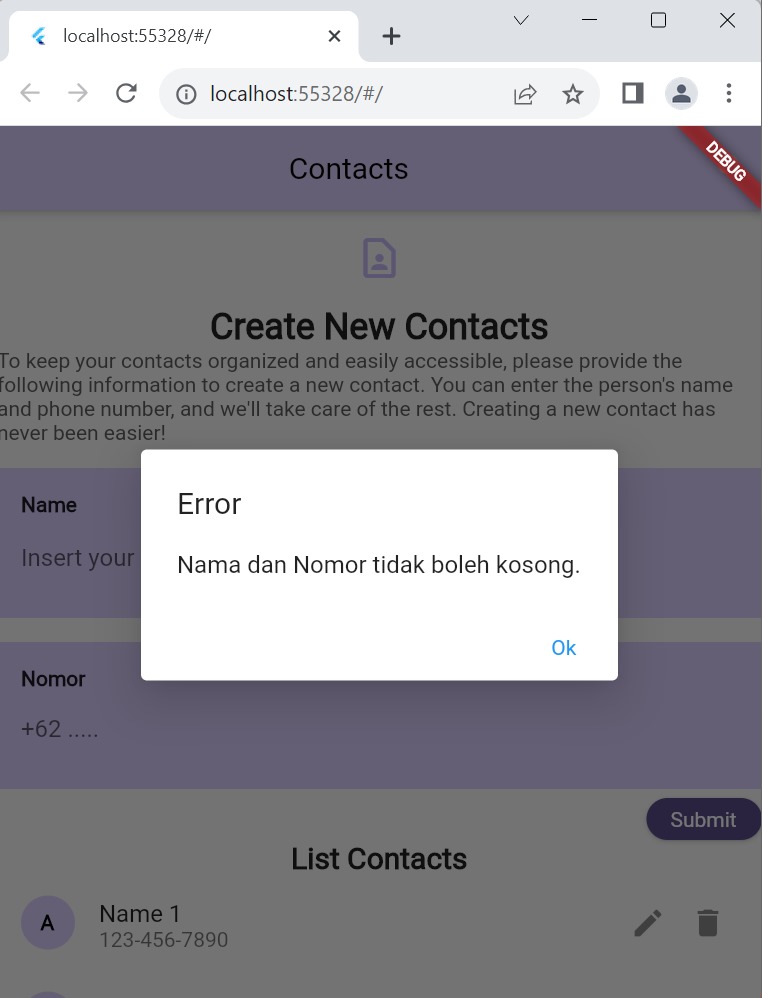 localhost:55328/#/
localhost:55328/#/
Contacts
DEBUG
Create New Contacts
To keep your contacts organized and easily accessible, please provide the
following information to create a new contact. You can enter the person's name
and phone number, and we'll take care of the rest. Creating a new contact has
never been easier!
Name
Insert your
Error
Nama dan Nomor tidak boleh kosong.
Ok
Nomor
+62 .....
Submit
List Contacts
A
Name 1
123-456-7890